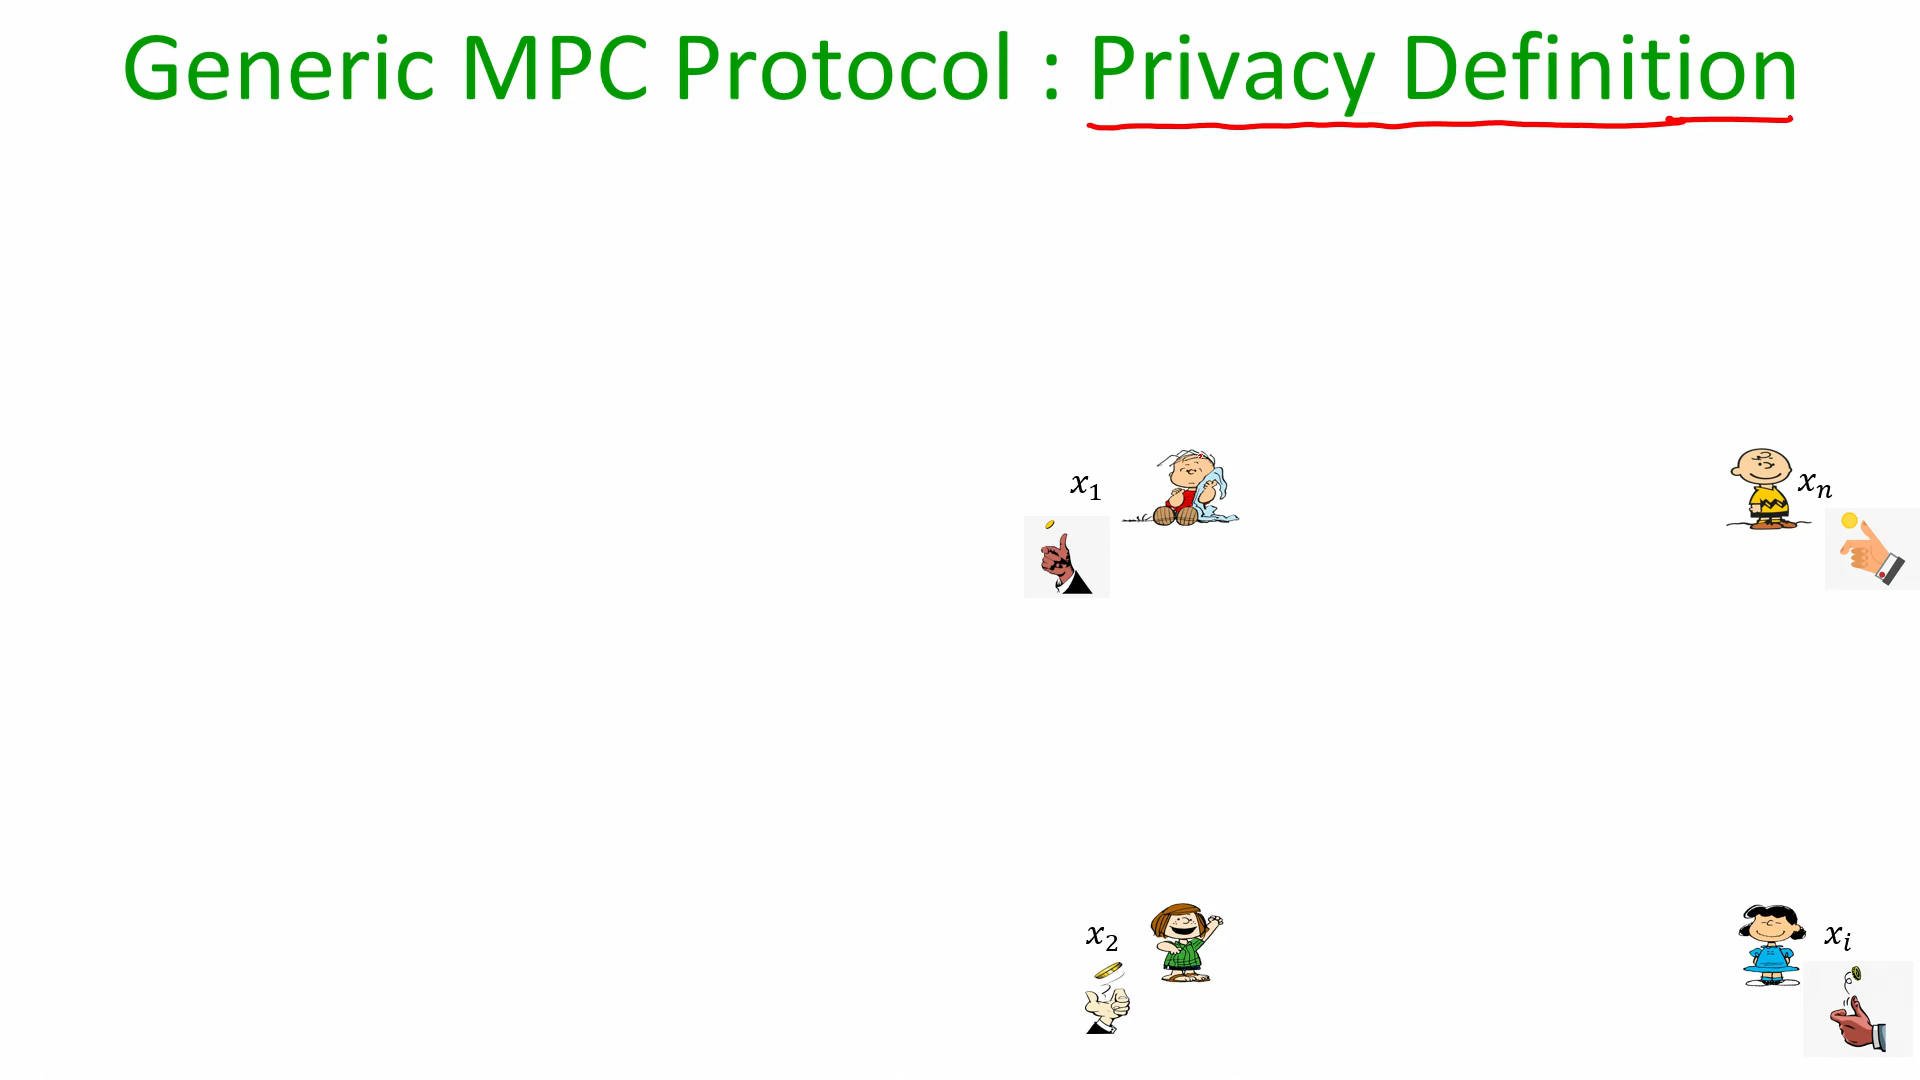 Generic MPC Protocol : Privacy Definition
x₁
xₙ
x₂
xᵢ